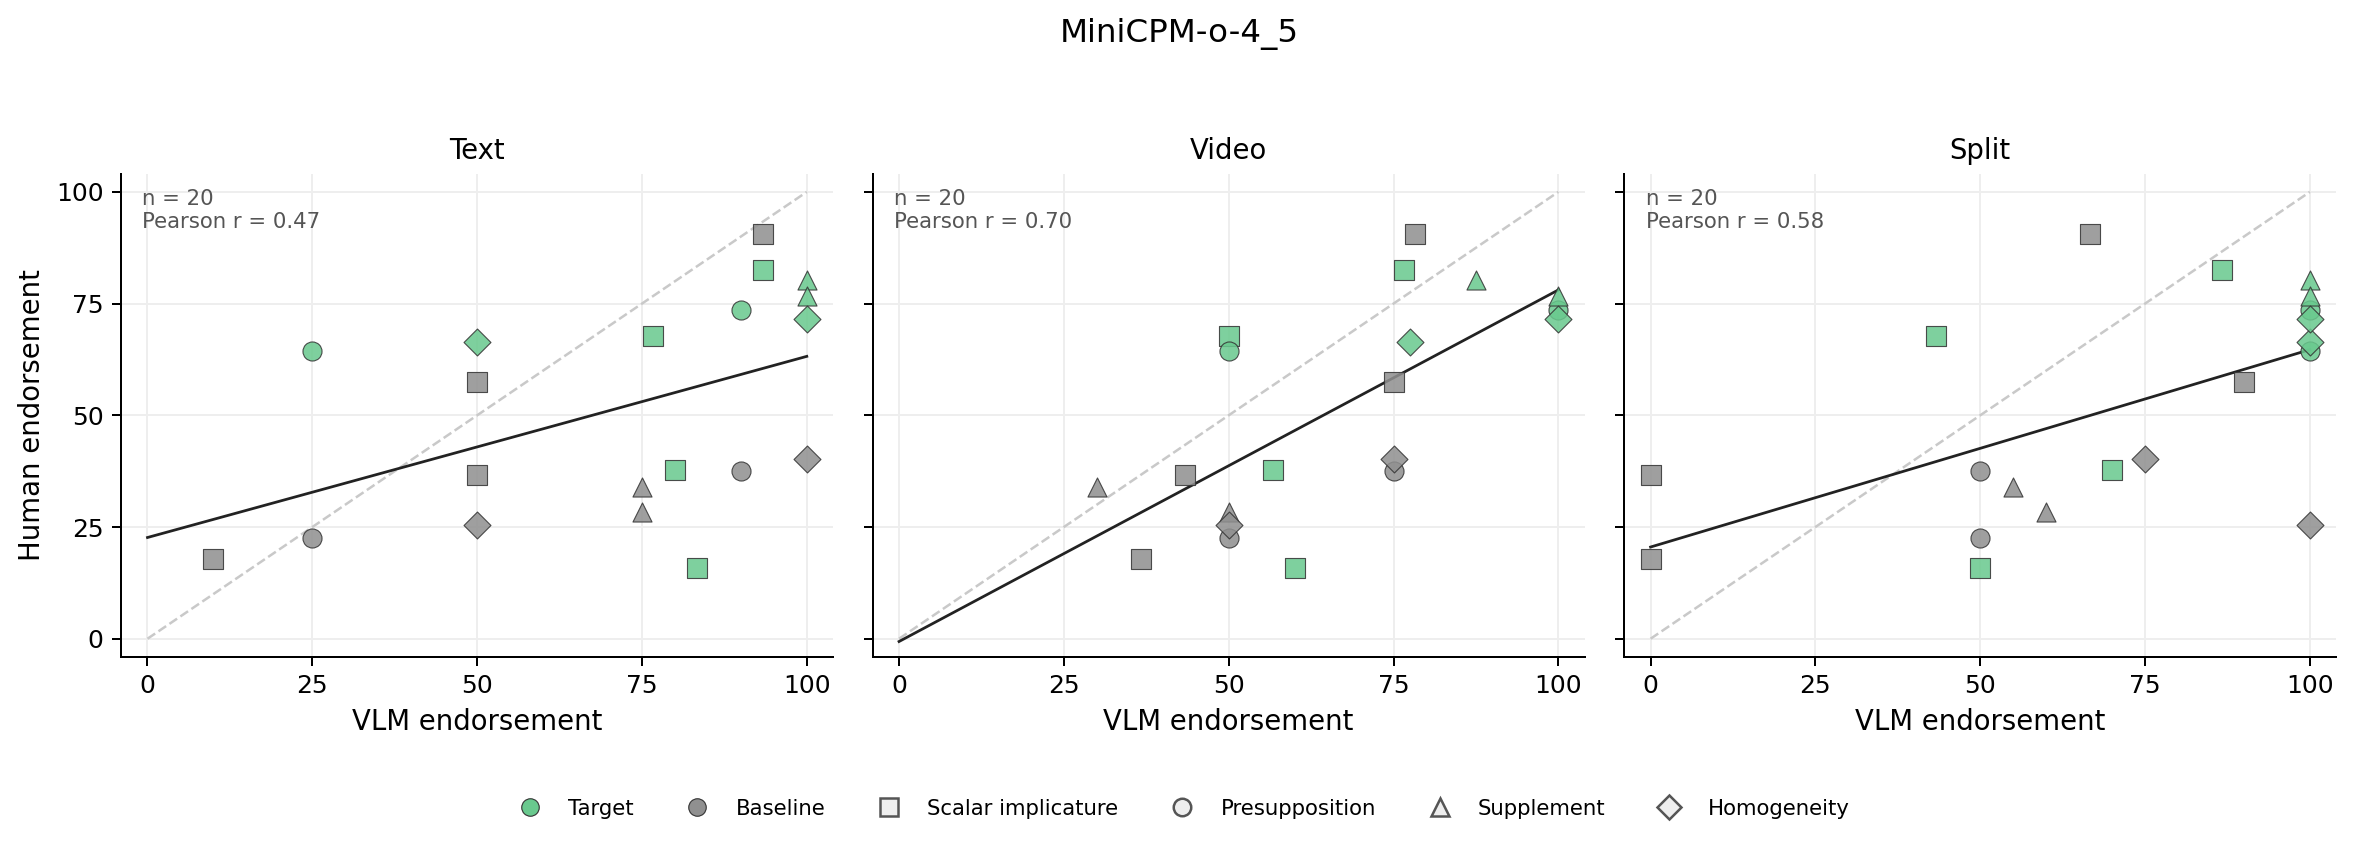 MiniCPM-o-4_5
Text
Video
Split
n = 20
Pearson r = 0.47
n = 20
Pearson r = 0.70
n = 20
Pearson r = 0.58
Human endorsement
100
75
50
25
0
0 25 50 75 100
0 25 50 75 100
0 25 50 75 100
VLM endorsement
VLM endorsement
VLM endorsement
Target Baseline Scalar implicature Presupposition Supplement Homogeneity